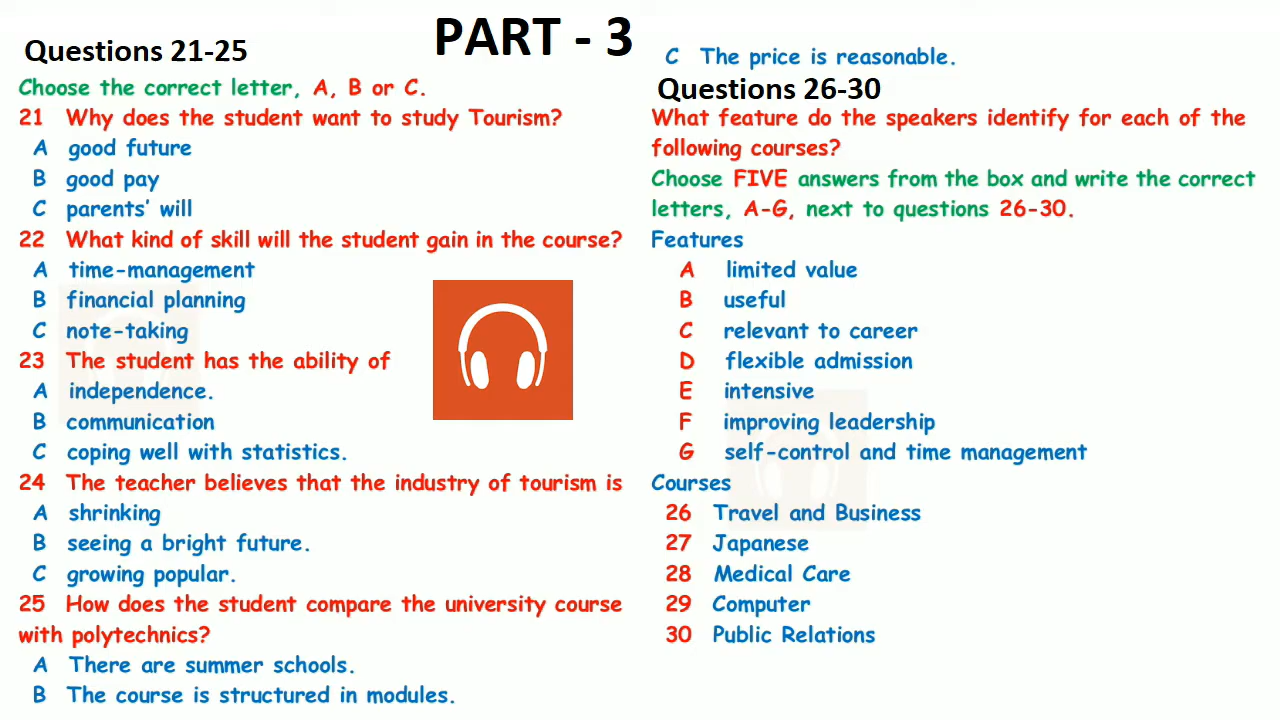 PART - 3
Questions 21-25
Choose the correct letter, A, B or C.
21 Why does the student want to study Tourism?
A good future
B good pay
C parents' will
22 What kind of skill will the student gain in the course?
A time-management
B financial planning
C note-taking
23 The student has the ability of
A independence.
B communication
C coping well with statistics.
24 The teacher believes that the industry of tourism is
A shrinking
B seeing a bright future.
C growing popular.
25 How does the student compare the university course
with polytechnics?
A There are summer schools.
B The course is structured in modules.
C The price is reasonable.
Questions 26-30
What feature do the speakers identify for each of the
following courses?
Choose FIVE answers from the box and write the correct
letters, A-G, next to questions 26-30.
Features
A limited value
B useful
C relevant to career
D flexible admission
E intensive
F improving leadership
G self-control and time management
Courses
26 Travel and Business
27 Japanese
28 Medical Care
29 Computer
30 Public Relations